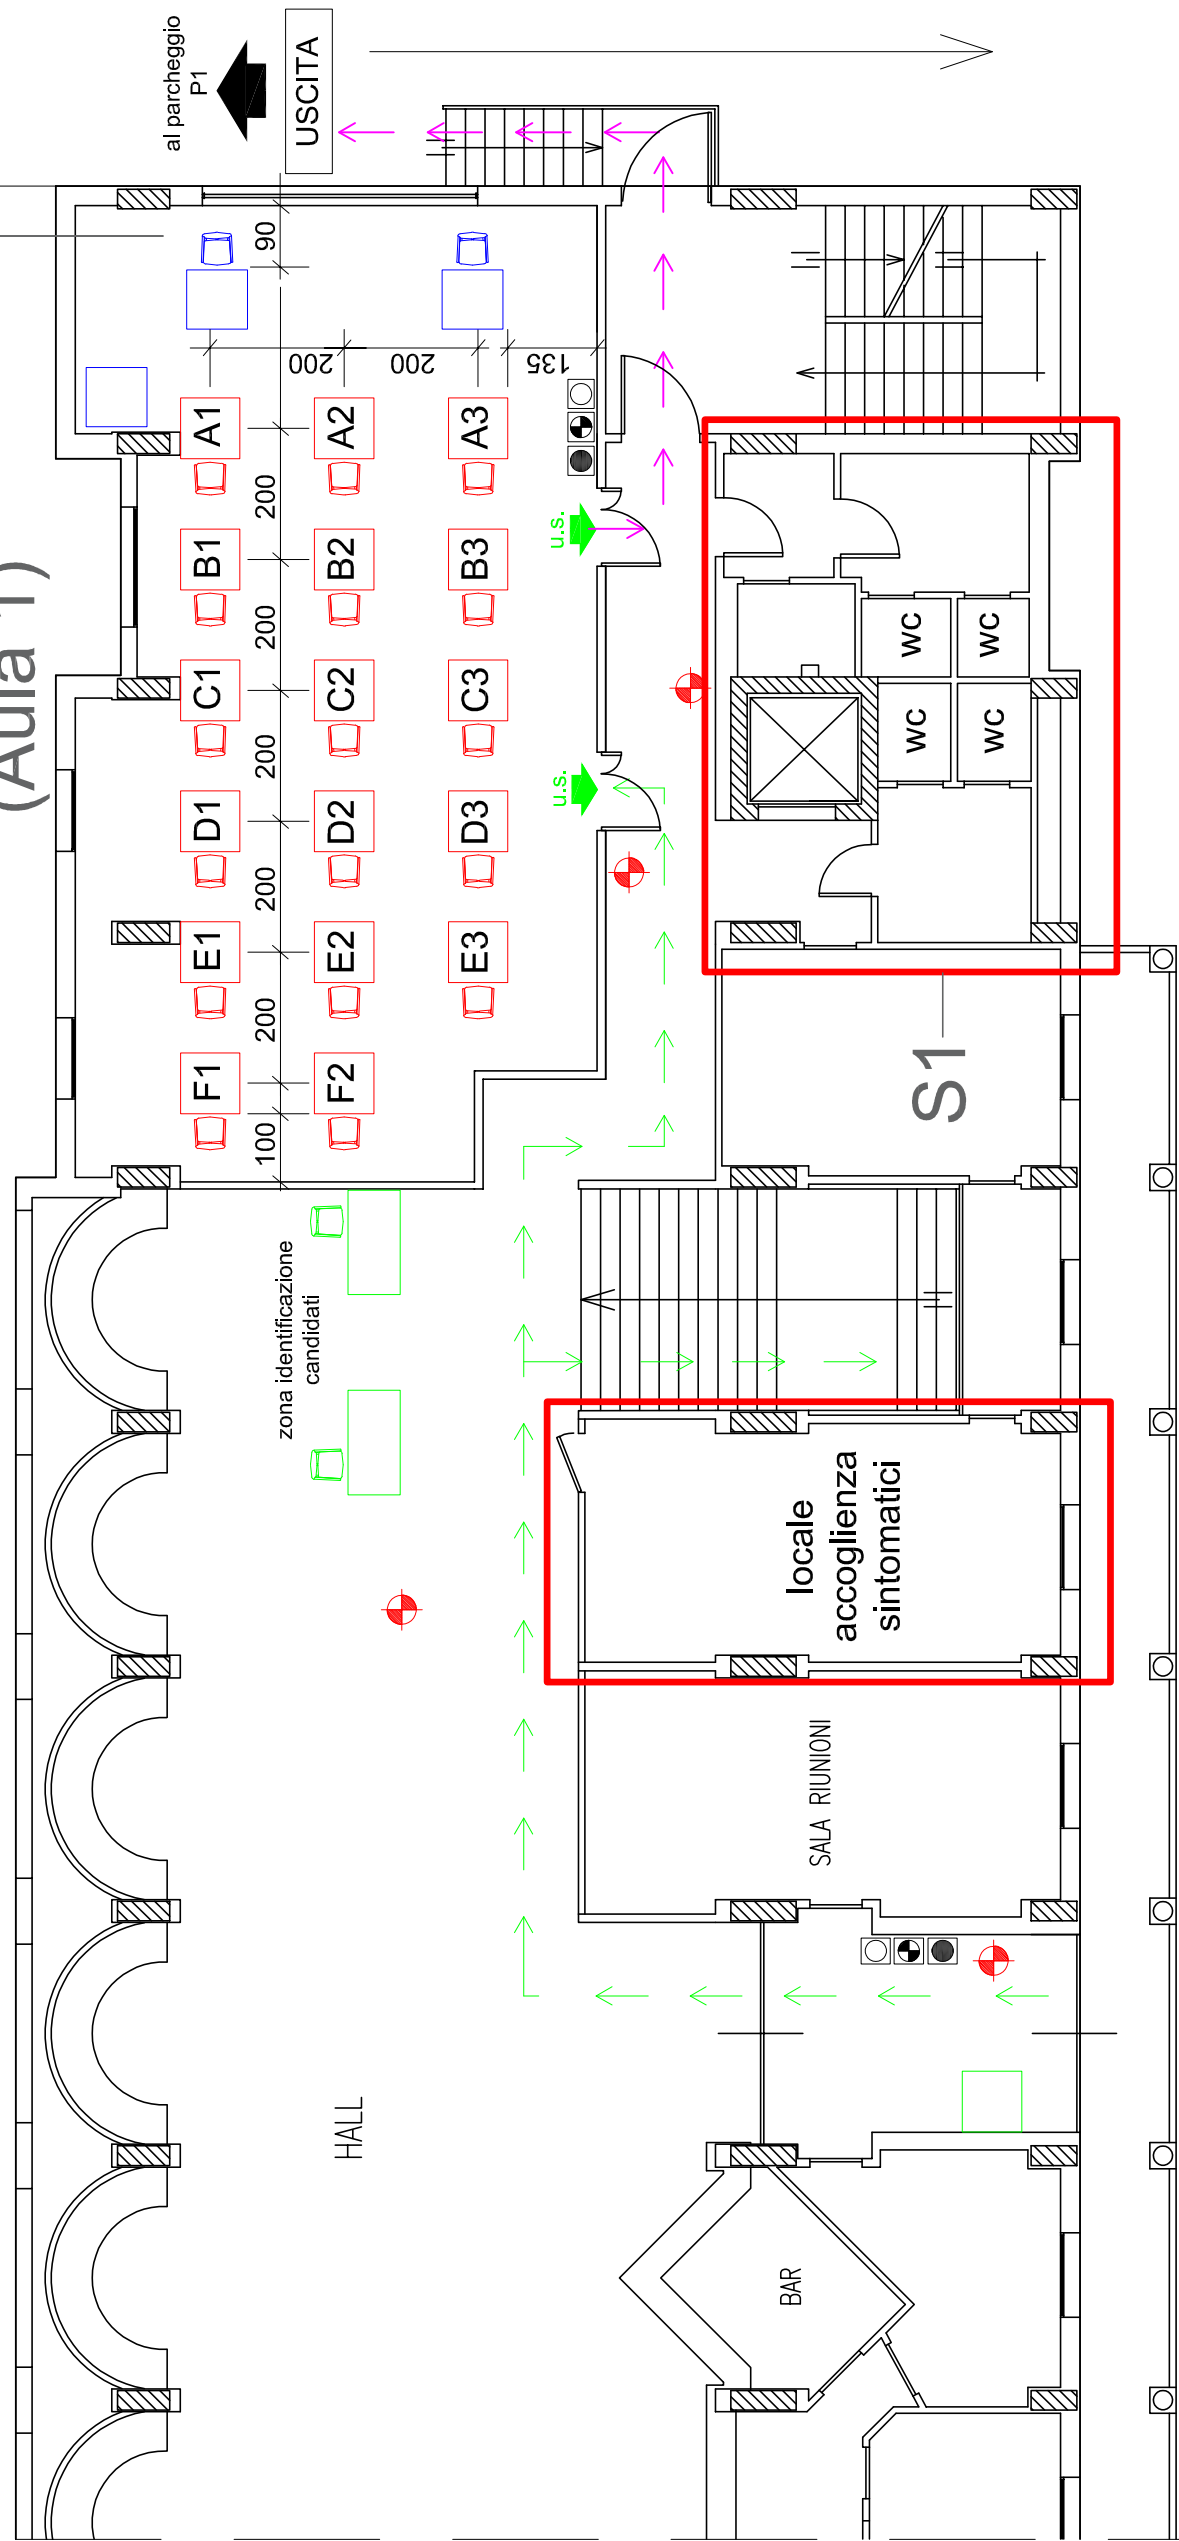 al parcheggio
P1
USCITA
(Aula 1)
90
200
200
135
A1
A2
A3
200
B1
B2
B3
u.s.
200
C1
C2
C3
200
D1
D2
D3
u.s.
200
E1
E2
E3
200
F1
F2
100
wc
wc
wc
wc
S1
zona identificazione
candidati
locale
accoglienza
sintomatici
SALA RIUNIONI
HALL
BAR